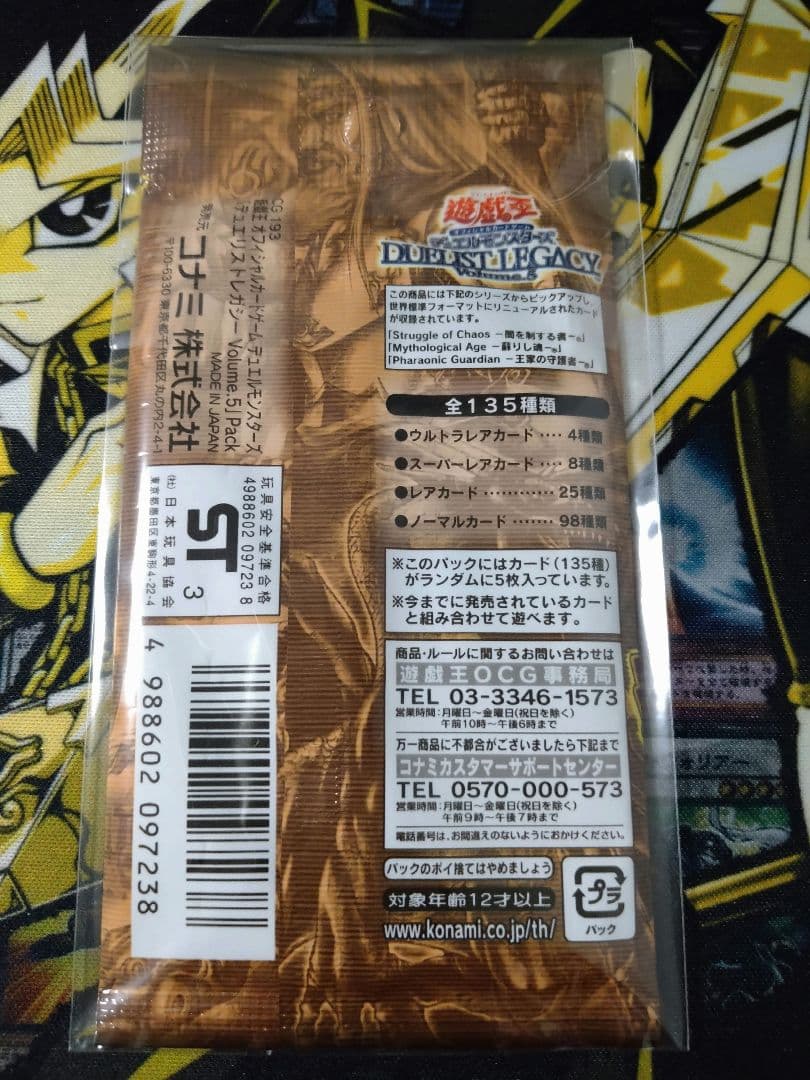 遊戯王
オフィシャルカードゲーム
デュエルモンスターズ
DUELIST LEGACY
Volume.5
この商品には下記のシリーズからピックアップし、
世界標準フォーマットにリニューアルされたカード
が収録されています。
「Struggle of Chaos －闇を制する者－®」
「Mythological Age －蘇りし魂－®」
「Pharaonic Guardian －王家の守護者－®」
全135種類
●ウルトラレアカード‥‥4種類
●スーパーレアカード‥‥8種類
●レアカード‥‥‥‥‥‥25種類
●ノーマルカード‥‥‥‥98種類
※このパックにはカード(135種)
がランダムに5枚入っています。
※今までに発売されているカード
と組み合わせて遊べます。
商品・ルールに関するお問い合わせは
遊戯王OCG事務局
TEL 03-3346-1573
営業時間:月曜日～金曜日(祝日を除く)
午前10時～午後6時まで
万一商品に不都合がございましたら下記まで
コナミカスタマーサポートセンター
TEL 0570-000-573
営業時間:月曜日～金曜日(祝日を除く)
午前9時～午後7時まで
電話番号は、お間違えのないようにおかけください。
パックのポイ捨てはやめましょう
対象年齢12才以上
www.konami.co.jp/th/
プラ
パック
CG193
遊戯王 オフィシャルカードゲーム デュエルモンスターズ
「デュエリストレガシー Volume.5」Pack
MADE IN JAPAN
発売元 コナミ 株式会社
〒100-6330 東京都千代田区丸の内2-4-1
玩具安全基準合格
4988602 09723 8
ST
3
(社)日本玩具協会
東京都墨田区東駒形4-22-4
4 988602 097238
ォリアー